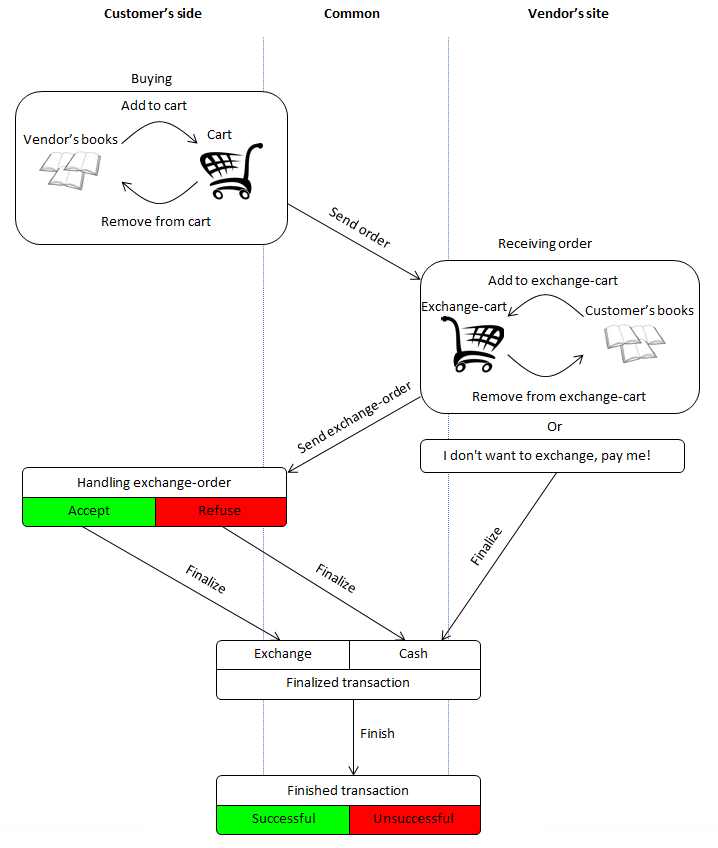 Customer's side
Common
Vendor's site
Buying
Add to cart
Vendor's books
Cart
Remove from cart
Send order
Receiving order
Add to exchange-cart
Exchange-cart
Customer's books
Remove from exchange-cart
Send exchange-order
Or
I don't want to exchange, pay me!
Handling exchange-order
Accept
Refuse
Finalize
Finalize
Finalize
Exchange
Cash
Finalized transaction
Finish
Finished transaction
Successful
Unsuccessful